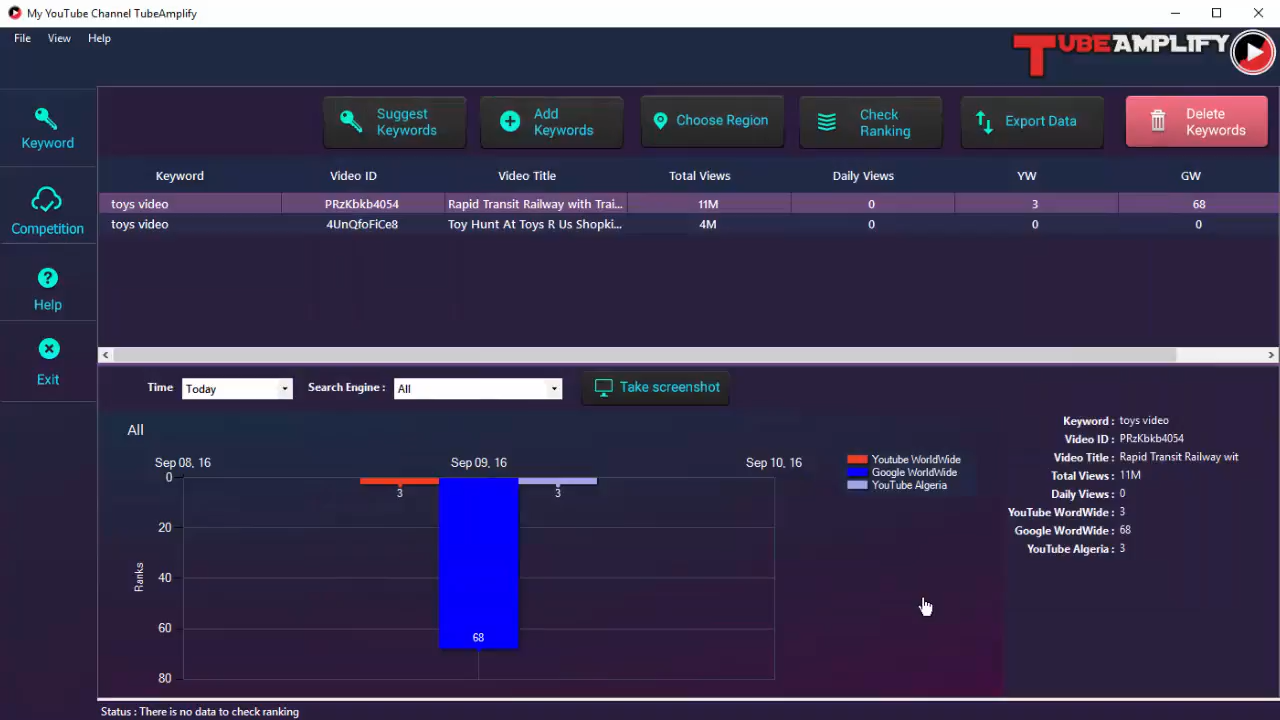 My YouTube Channel TubeAmplify
File View Help
TUBEAMPLIFY
Keyword
Competition
Help
Exit
Suggest Keywords
Add Keywords
Choose Region
Check Ranking
Export Data
Delete Keywords
Keyword Video ID Video Title Total Views Daily Views YW GW
toys video PRzKbkb4054 Rapid Transit Railway with Trai... 11M 0 3 68
toys video 4UnQfoFiCe8 Toy Hunt At Toys R Us Shopki... 4M 0 0 0
Time Today Search Engine : All Take screenshot
All
Sep 08, 16 Sep 09, 16 Sep 10, 16
0
20
40
60
80
Ranks
3
68
3
Youtube WorldWide
Google WorldWide
YouTube Algeria
Keyword : toys video
Video ID : PRzKbkb4054
Video Title : Rapid Transit Railway wit
Total Views : 11M
Daily Views : 0
YouTube WordWide : 3
Google WordWide : 68
YouTube Algeria : 3
Status : There is no data to check ranking